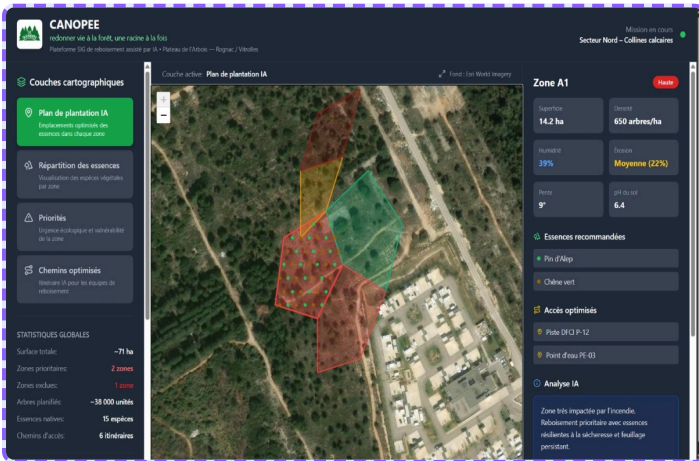 CANOPEE
redonner vie à la forêt, une racine à la fois
Plateforme SIG de reboisement assisté par IA • Plateau de l'Arbois — Rognac / Vitrolles
Mission en cours
Secteur Nord – Collines calcaires
Couches cartographiques
Plan de plantation IA
Emplacements optimisés des
essences dans chaque zone
Répartition des essences
Visualisation des espèces végétales
par zone
Priorités
Urgence écologique et vulnérabilité
de la zone
Chemins optimisés
Itinéraire IA pour les équipes de
reboisement
STATISTIQUES GLOBALES
Surface totale: ~71 ha
Zones prioritaires: 2 zones
Zones exclues: 1 zone
Arbres planifiés: ~38 000 unités
Essences natives: 15 espèces
Chemins d'accès: 6 itinéraires
Couche active: Plan de plantation IA
Fond : Esri World Imagery
+
−
Zone A1
Haute
Superficie
14.2 ha
Densité
650 arbres/ha
Humidité
39%
Érosion
Moyenne (22%)
Pente
9°
pH du sol
6.4
Essences recommandées
Pin d'Alep
Chêne vert
Accès optimisés
Piste DFCI P-12
Point d'eau PE-03
Analyse IA
Zone très impactée par l'incendie.
Reboisement prioritaire avec essences
résilientes à la sécheresse et feuillage
persistant.